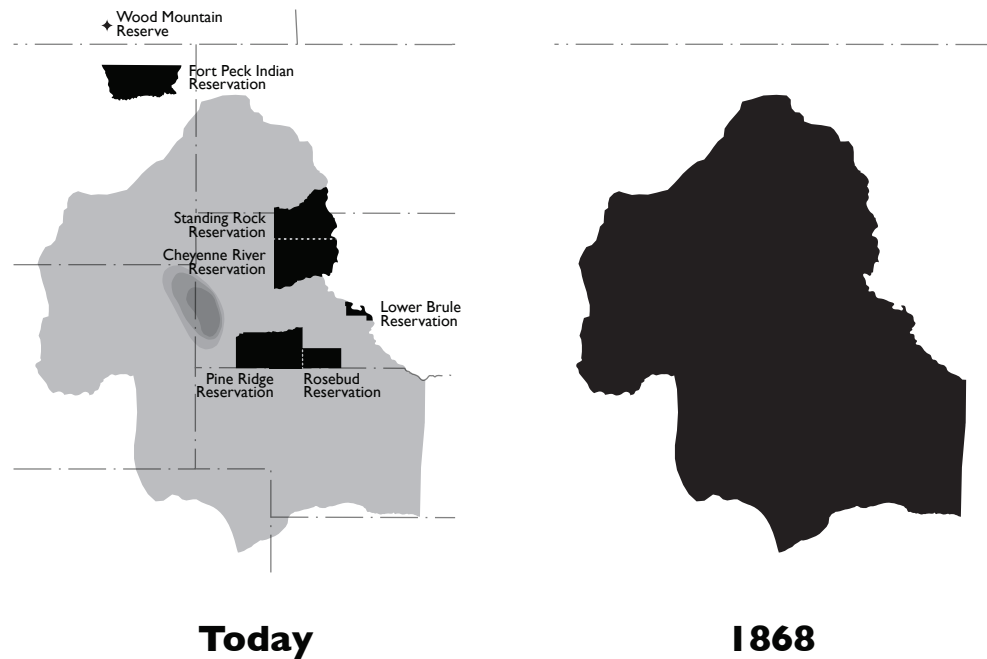 Wood Mountain
Reserve
Fort Peck Indian
Reservation
Standing Rock
Reservation
Cheyenne River
Reservation
Lower Brule
Reservation
Pine Ridge
Reservation
Rosebud
Reservation
Today
1868